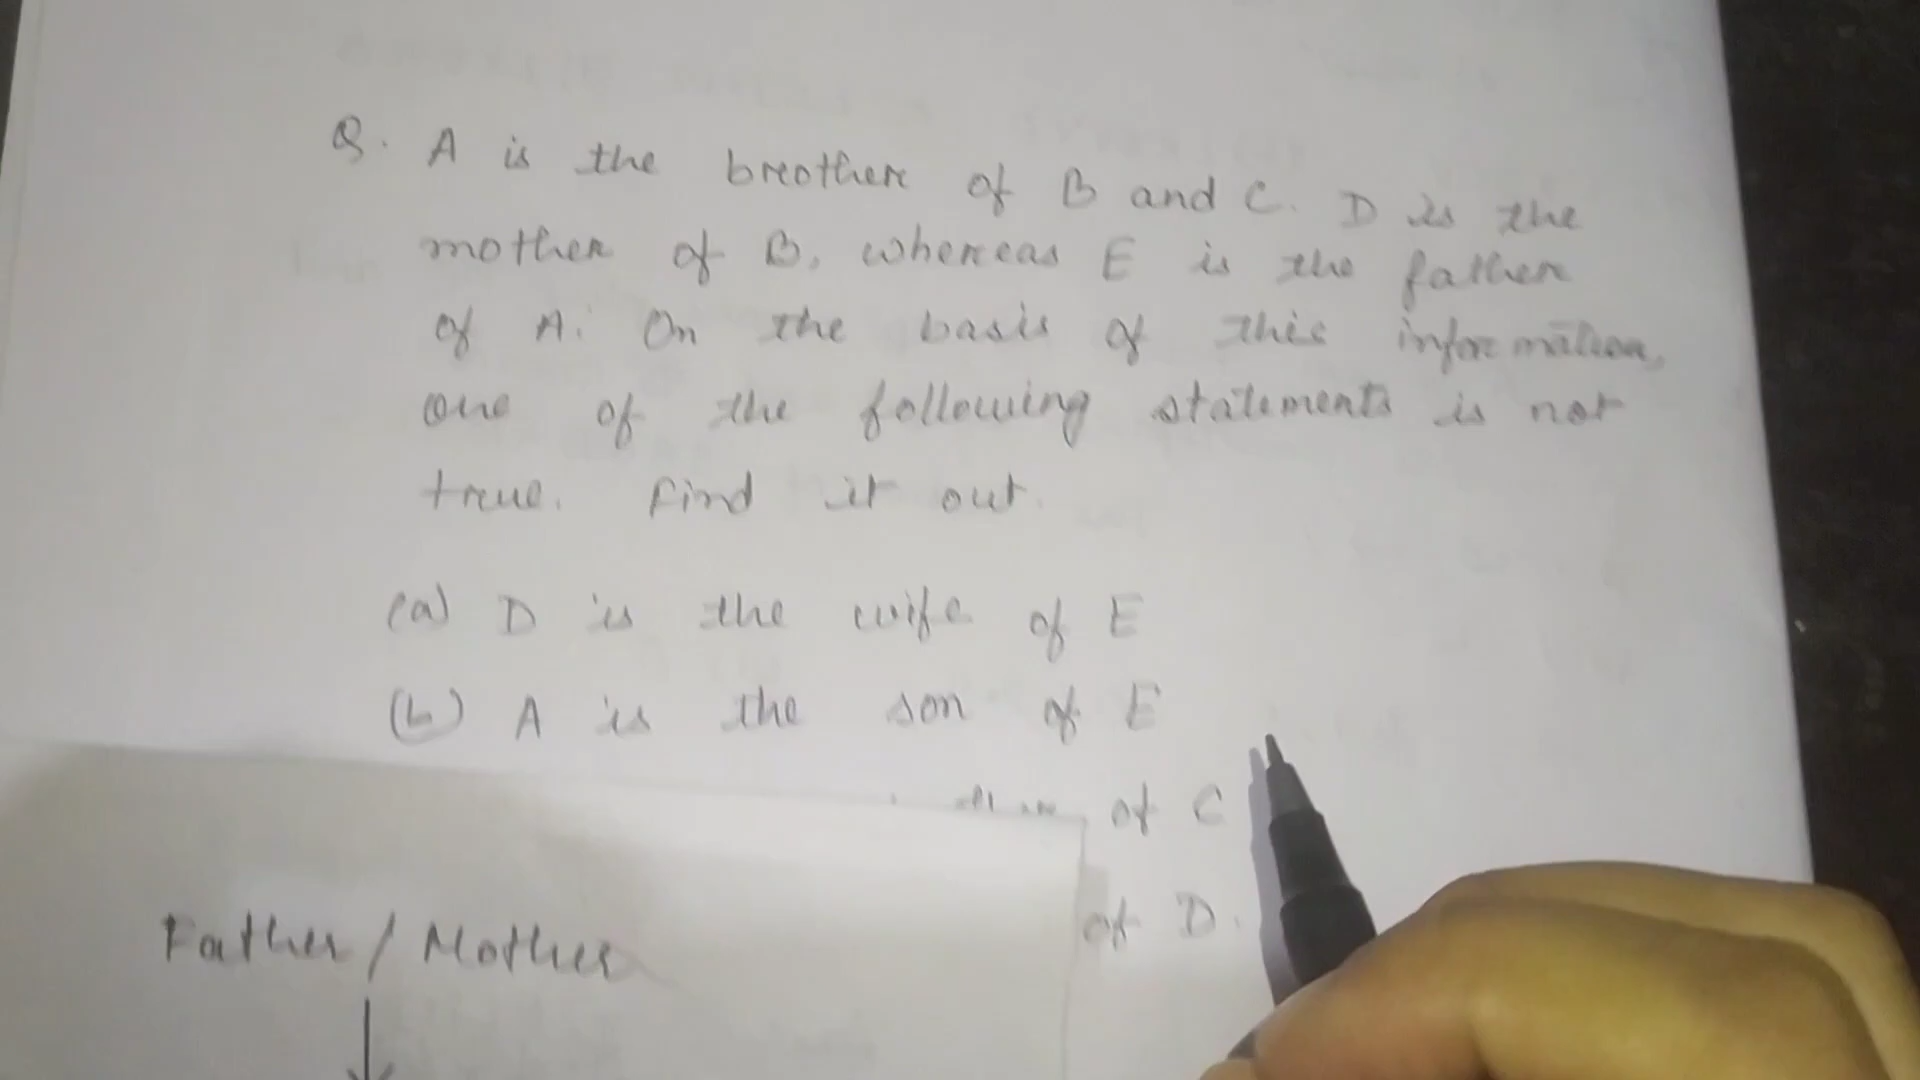 Q. A is the breother of B and C. D is the
mother of B, whereas E is the father
of A. On the basis of this information,
one of the following statements is not
true. Find it out.
(a) D is the wife of E
(b) A is the son of E
of C
of D.
Father / Mother